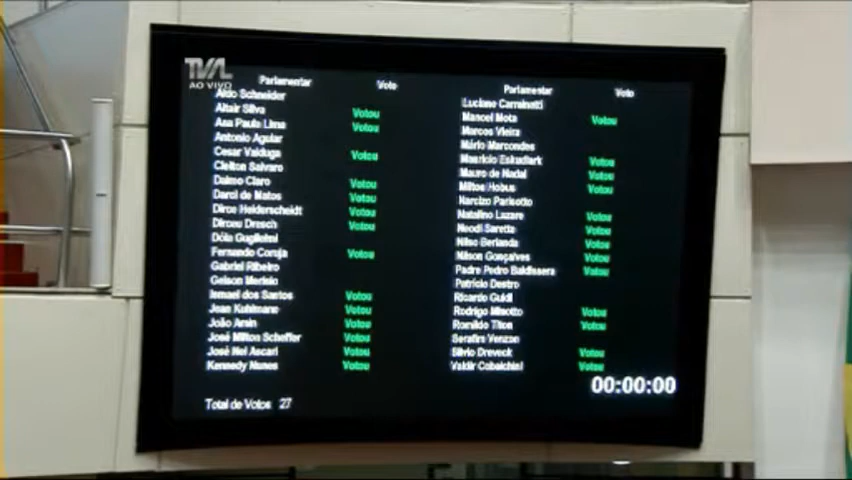 TVAL
AO VIVO
Parlamentar Voto
Aldo Schneider
Altair Silva Votou
Ana Paula Lima Votou
Antonio Aguiar
Cesar Valduga Votou
Cleiton Salvaro
Dalmo Claro Votou
Darci de Matos Votou
Dirce Heiderscheidt Votou
Dirceu Dresch Votou
Dóia Guglielmi
Fernando Coruja Votou
Gabriel Ribeiro
Gelson Merisio
Ismael dos Santos Votou
Jean Kuhlmann Votou
João Amin Votou
José Milton Scheffer Votou
José Nei Ascari Votou
Kennedy Nunes Votou
Total de Votos 27
Parlamentar Voto
Luciane Carminatti
Manoel Mota Votou
Marcos Vieira
Mário Marcondes
Mauricio Eskudlark Votou
Mauro de Nadal Votou
Milton Hobus Votou
Narcizo Parisotto
Natalino Lazare Votou
Neodi Saretta Votou
Nilso Berlanda Votou
Nilson Gonçalves Votou
Padre Pedro Baldissera Votou
Patricio Destro
Ricardo Guidi
Rodrigo Minotto Votou
Romildo Titon Votou
Serafim Venzon
Silvio Dreveck Votou
Valdir Cobalchini Votou
00:00:00